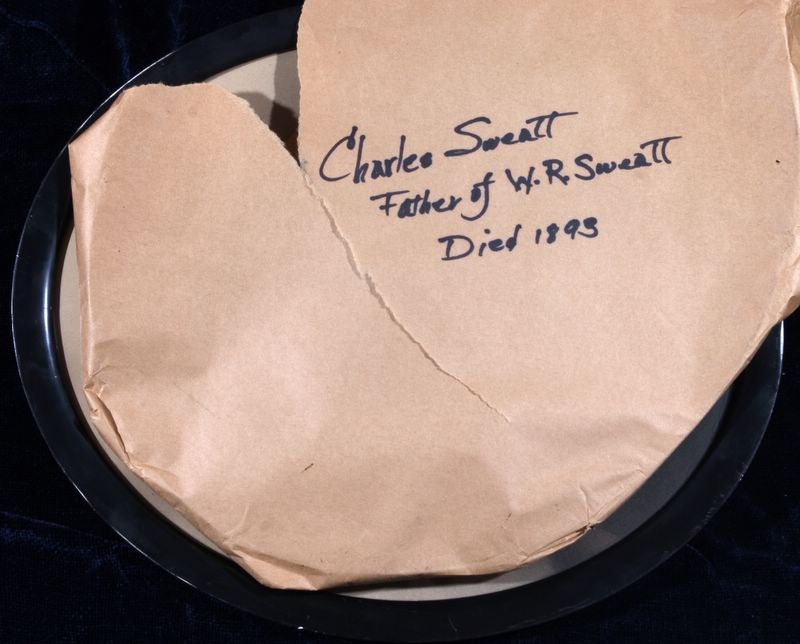 Charles Sweatt
Father of W.R. Sweatt
Died 1893